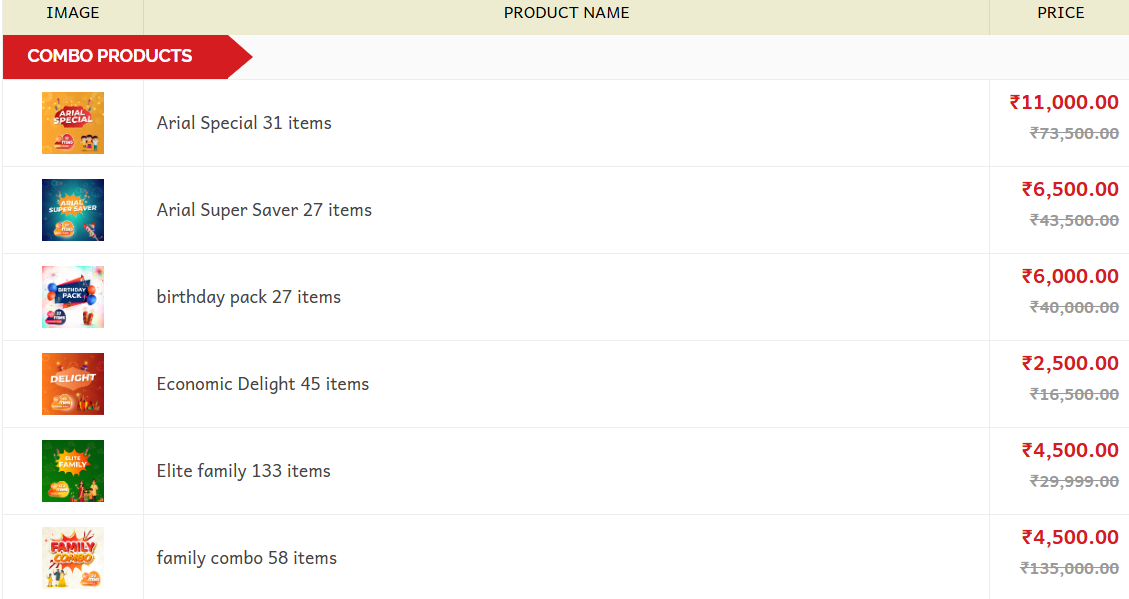 IMAGE PRODUCT NAME PRICE
COMBO PRODUCTS
ARIAL
SPECIAL
Arial Special 31 items
₹11,000.00
₹73,500.00
ARIAL
SUPER SAVER
Arial Super Saver 27 items
₹6,500.00
₹43,500.00
BIRTHDAY
PACK
birthday pack 27 items
₹6,000.00
₹40,000.00
DELIGHT
Economic Delight 45 items
₹2,500.00
₹16,500.00
ELITE
FAMILY
Elite family 133 items
₹4,500.00
₹29,999.00
FAMILY
COMBO
family combo 58 items
₹4,500.00
₹135,000.00